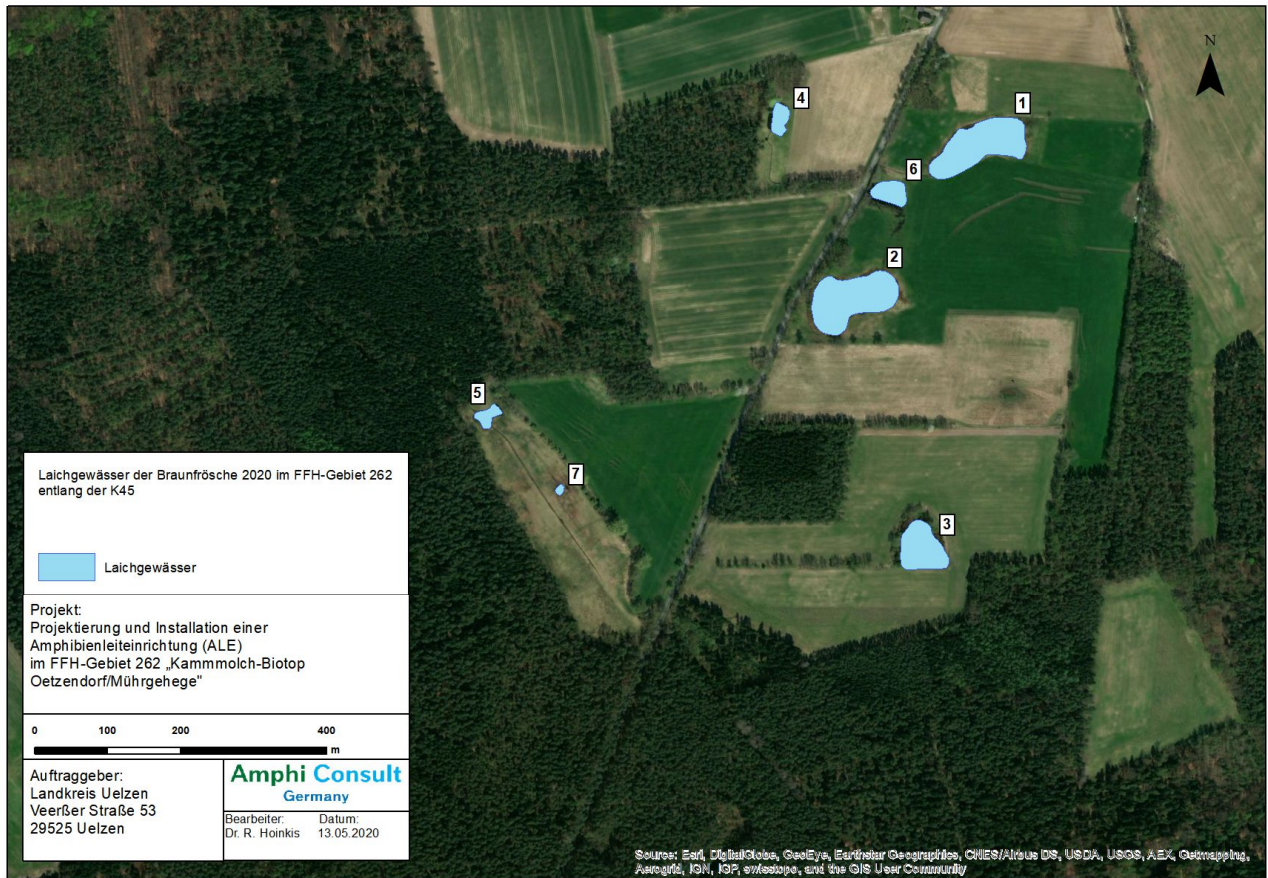 N
1
4
6
2
5
7
3
Laichgewässer der Braunfrösche 2020 im FFH-Gebiet 262
entlang der K45
Laichgewässer
Projekt:
Projektierung und Installation einer
Amphibienleiteinrichtung (ALE)
im FFH-Gebiet 262 „Kammmolch-Biotop
Oetzendorf/Mührgehege"
0 100 200 400
m
Auftraggeber:
Landkreis Uelzen
Veerßer Straße 53
29525 Uelzen
Amphi Consult
Germany
Bearbeiter: Datum:
Dr. R. Hoinkis 13.05.2020
Source: Esri, DigitalGlobe, GeoEye, Earthstar Geographics, CNES/Airbus DS, USDA, USGS, AEX, Getmapping,
Aerogrid, IGN, IGP, swisstopo, and the GIS User Community